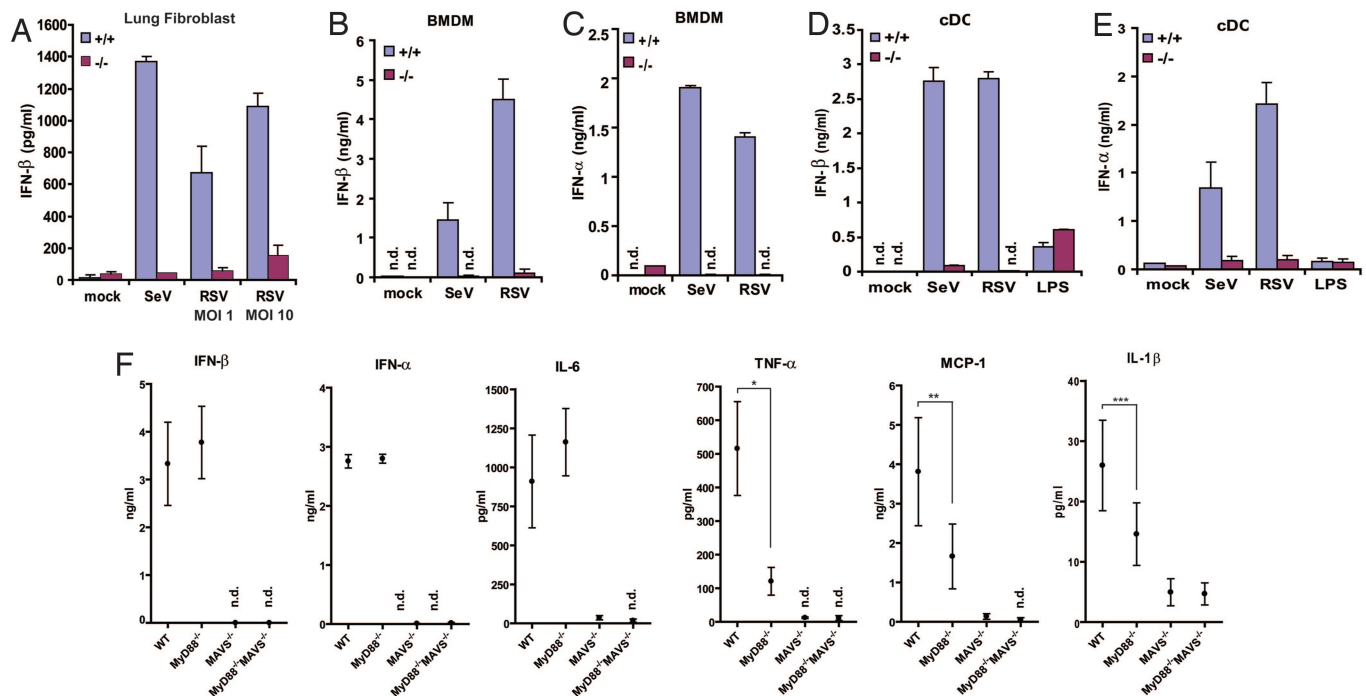 A
Lung Fibroblast
+/+
-/-
IFN-β (pg/ml)
1600
1400
1200
1000
800
600
400
200
0
mock SeV RSV RSV
MOI 1 MOI 10
B
BMDM
+/+
-/-
IFN-β (ng/ml)
6
5
4
3
2
1
0
n.d. n.d. n.d.
mock SeV RSV
C
BMDM
+/+
-/-
IFN-α (ng/ml)
2.5
2
1.5
1
0.5
0
n.d. n.d. n.d.
mock SeV RSV
D
cDC
+/+
-/-
IFN-β (ng/ml)
3.5
3
2.5
2
1.5
1
0.5
0
n.d. n.d. n.d.
mock SeV RSV LPS
E
cDC
+/+
-/-
IFN-α (ng/ml)
3
2
2
1
1
0
mock SeV RSV LPS
F
IFN-β
ng/ml
5
4
3
2
1
0
n.d. n.d.
WT MyD88-/- MAVS-/- MyD88-/-MAVS-/-
IFN-α
ng/ml
4
3
2
1
0
n.d. n.d.
WT MyD88-/- MAVS-/- MyD88-/-MAVS-/-
IL-6
pg/ml
1500
1250
1000
750
500
250
0
n.d.
WT MyD88-/- MAVS-/- MyD88-/-MAVS-/-
TNF-α
pg/ml
700
600
500
400
300
200
100
0
*
n.d. n.d.
WT MyD88-/- MAVS-/- MyD88-/-MAVS-/-
MCP-1
ng/ml
6
5
4
3
2
1
0
**
n.d.
WT MyD88-/- MAVS-/- MyD88-/-MAVS-/-
IL-1β
pg/ml
40
30
20
10
0
***
WT MyD88-/- MAVS-/- MyD88-/-MAVS-/-